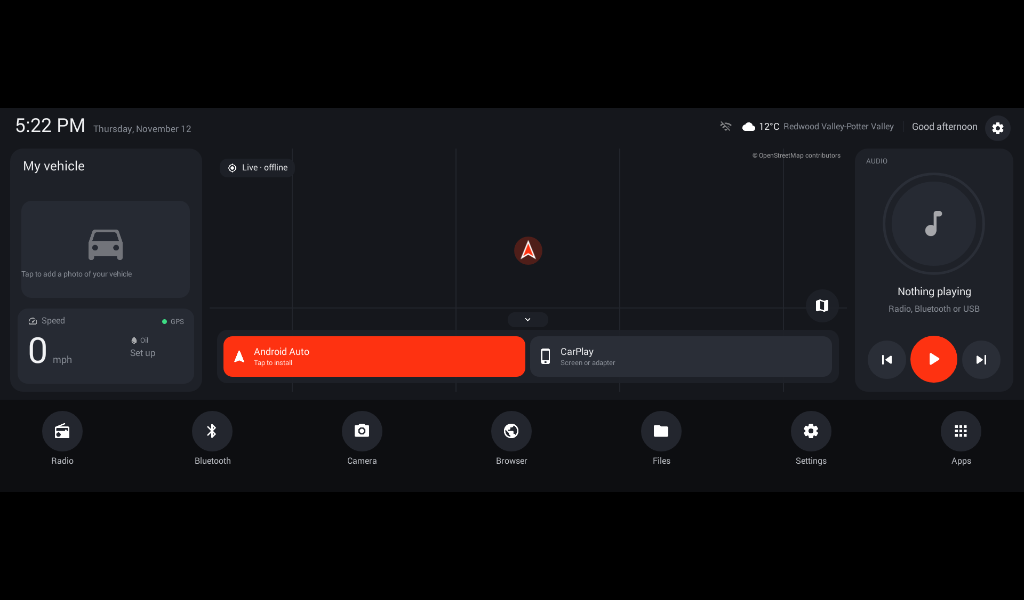 5:22 PM Thursday, November 12
12°C Redwood Valley-Potter Valley Good afternoon
My vehicle
Tap to add a photo of your vehicle
Speed GPS
0 mph
Oil
Set up
Live · offline
© OpenStreetMap contributors
Android Auto
Tap to install
CarPlay
Screen or adapter
AUDIO
Nothing playing
Radio, Bluetooth or USB
Radio
Bluetooth
Camera
Browser
Files
Settings
Apps